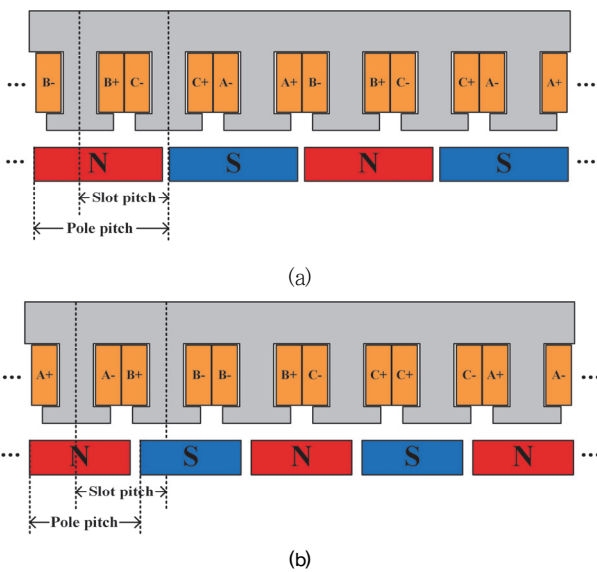 ... B- B+ C- C+ A- A+ B- B+ C- C+ A- A+ ...
... N S N S ...
Slot pitch
Pole pitch
(a)
... A+ A- B+ B- B- B+ C- C+ C+ C- A+ A- ...
... N S N S N ...
Slot pitch
Pole pitch
(b)